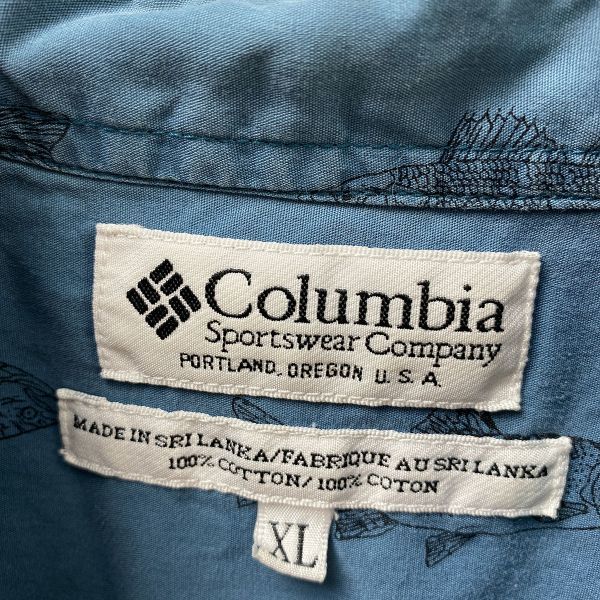 Columbia
Sportswear Company
PORTLAND, OREGON U.S.A.
MADE IN SRI LANKA/FABRIQUE AU SRI LANKA
100% COTTON/100% COTON
XL